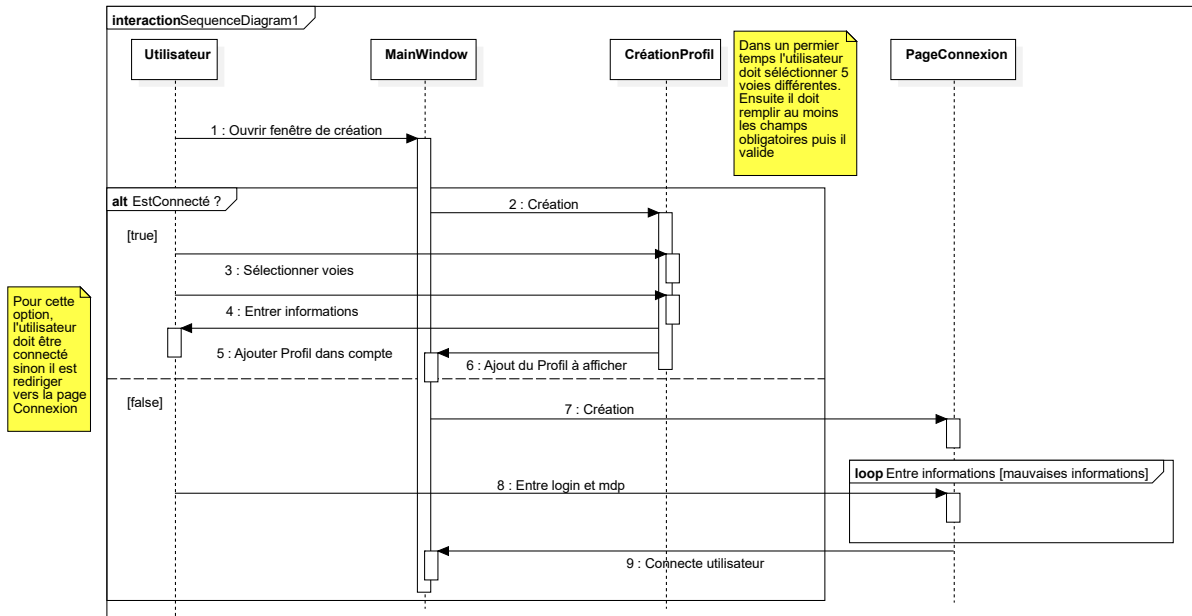 interactionSequenceDiagram1
Utilisateur
MainWindow
CréationProfil
PageConnexion
Dans un permier
temps l'utilisateur
doit séléctionner 5
voies différentes.
Ensuite il doit
remplir au moins
les champs
obligatoires puis il
valide
1 : Ouvrir fenêtre de création
alt EstConnecté ?
2 : Création
[true]
3 : Sélectionner voies
Pour cette
option,
l'utilisateur
doit être
connecté
sinon il est
rediriger
vers la page
Connexion
4 : Entrer informations
5 : Ajouter Profil dans compte
6 : Ajout du Profil à afficher
[false]
7 : Création
loop Entre informations [mauvaises informations]
8 : Entre login et mdp
9 : Connecte utilisateur